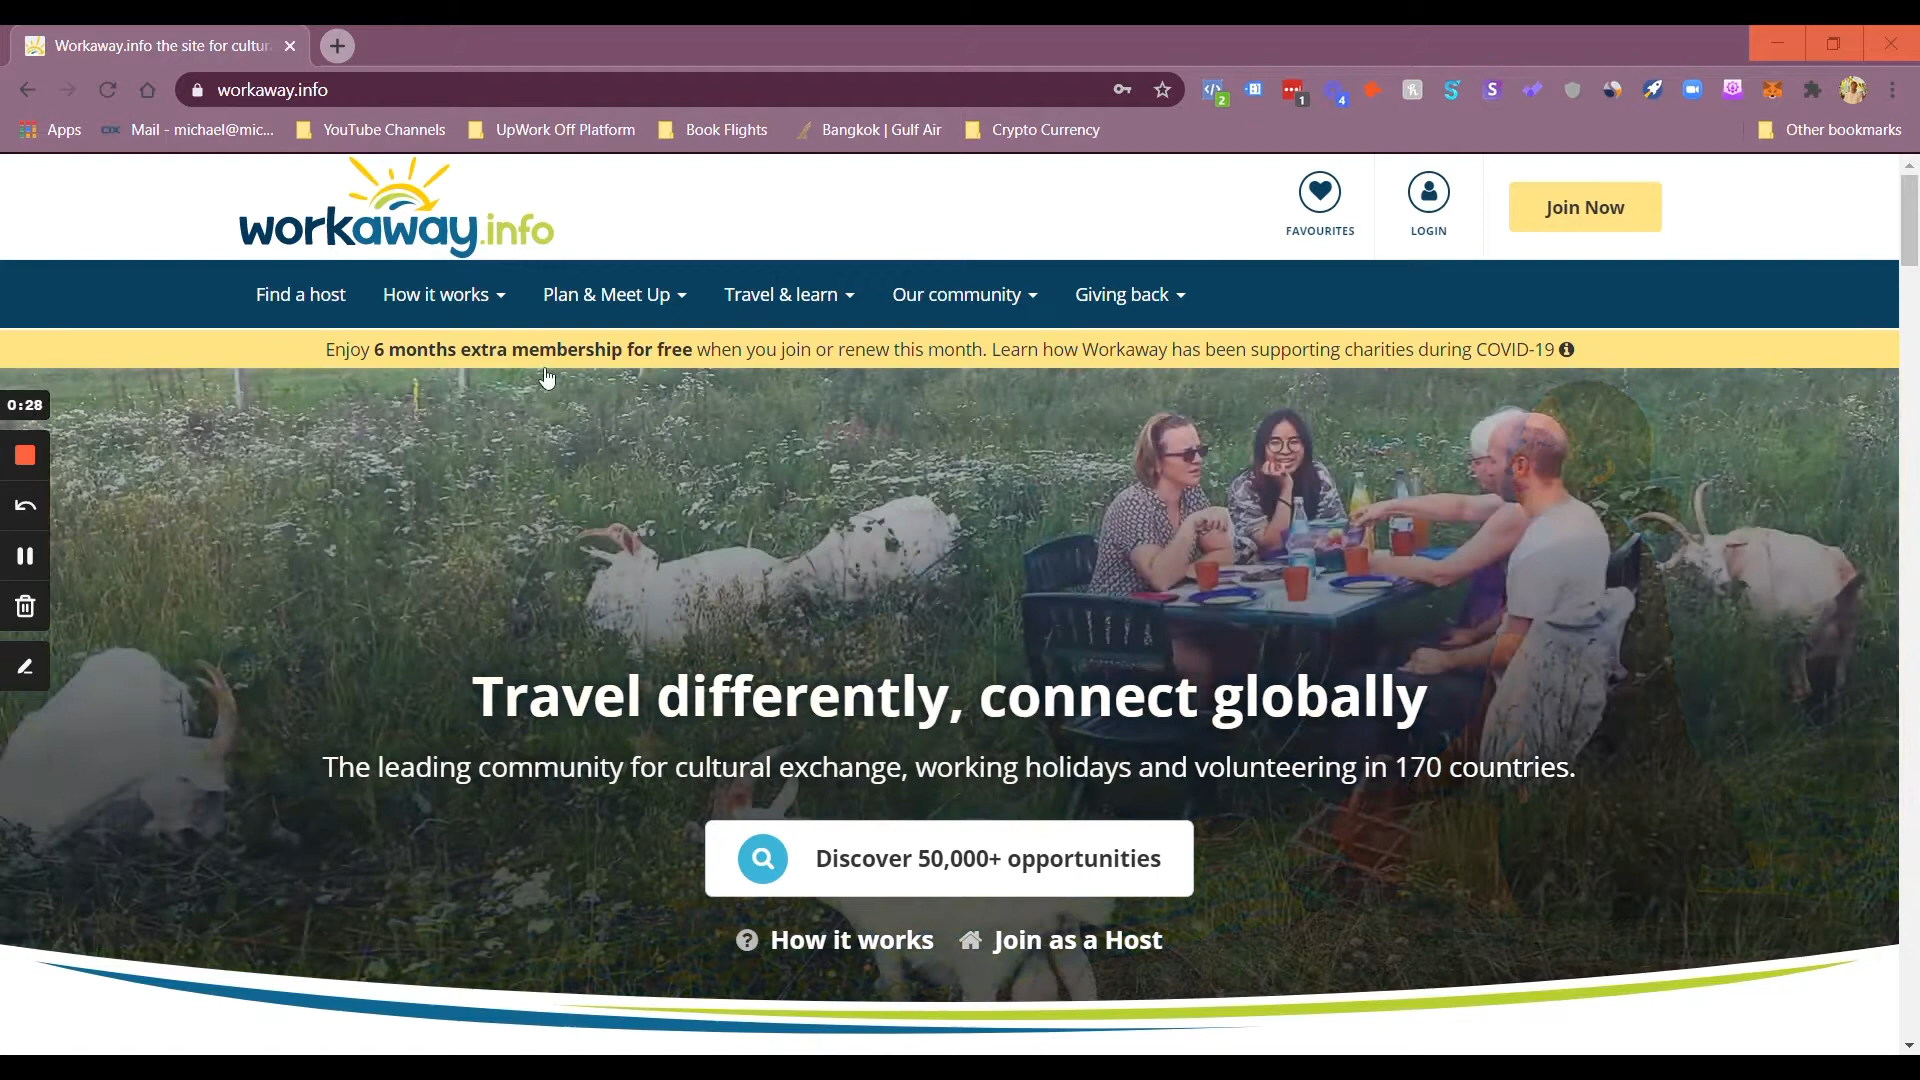 Workaway.info the site for cultur
workaway.info
2
1
4
S
Apps
Mail - michael@mic...
YouTube Channels
UpWork Off Platform
Book Flights
Bangkok | Gulf Air
Crypto Currency
Other bookmarks
workaway.info
FAVOURITES
LOGIN
Join Now
Find a host
How it works
Plan & Meet Up
Travel & learn
Our community
Giving back
Enjoy 6 months extra membership for free when you join or renew this month. Learn how Workaway has been supporting charities during COVID-19
0:28
Travel differently, connect globally
The leading community for cultural exchange, working holidays and volunteering in 170 countries.
Discover 50,000+ opportunities
How it works
Join as a Host